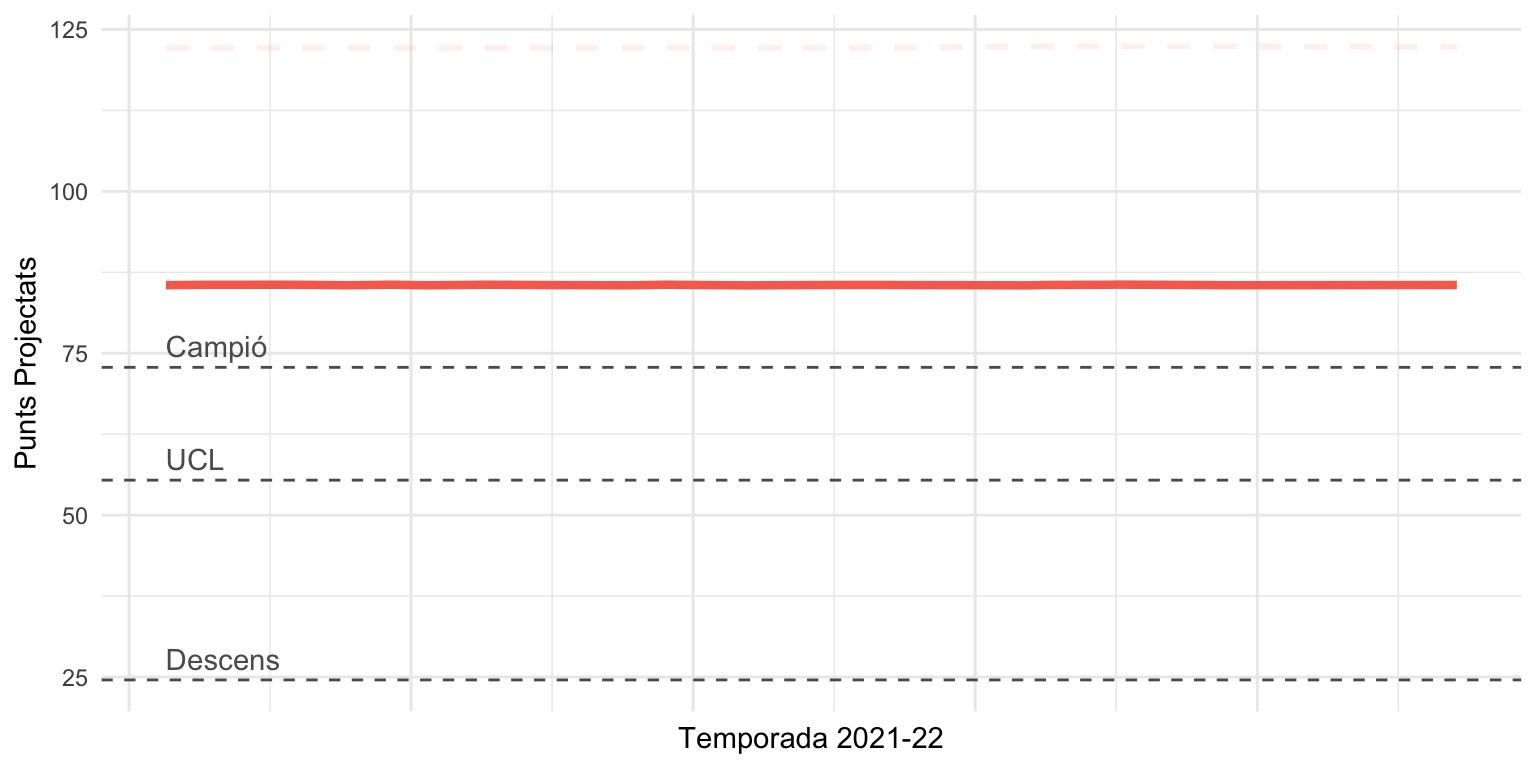 125
100
75
50
25
Punts Projectats
Campió
UCL
Descens
Temporada 2021-22